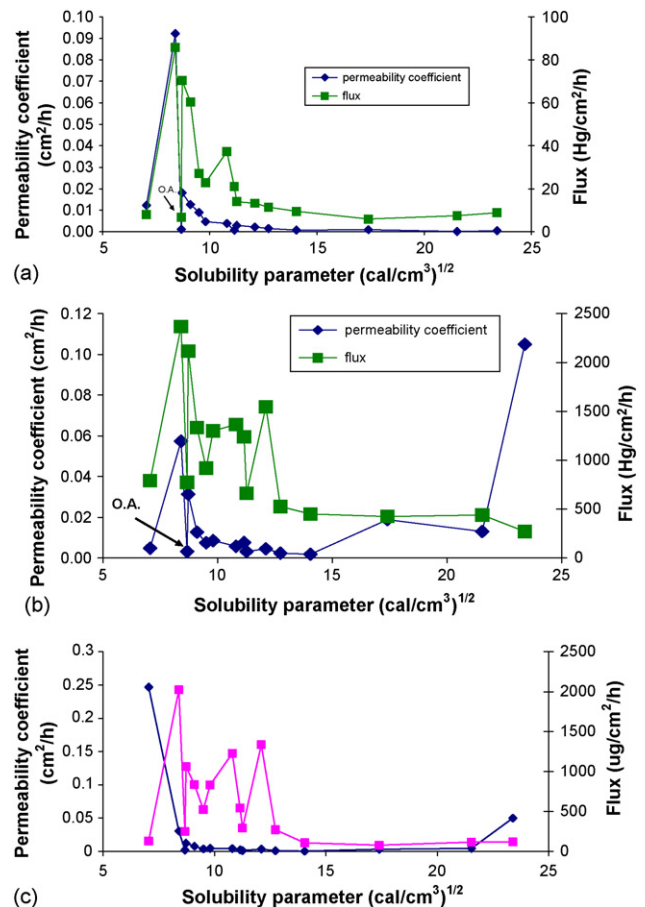 Permeability coefficient
(cm²/h)
0.10
0.09
0.08
0.07
0.06
0.05
0.04
0.03
0.02
0.01
0.00
100
80
60
40
20
0
Flux (Hg/cm²/h)
permeability coefficient
flux
O.A.
5 10 15 20 25
(a) Solubility parameter (cal/cm³)^1/2
Permeability coefficient (cm²/h)
0.12
0.10
0.08
0.06
0.04
0.02
0.00
2500
2000
1500
1000
500
0
Flux (Hg/cm²/h)
permeability coefficient
flux
O.A.
5 10 15 20 25
(b) Solubility parameter (cal/cm³)^1/2
Permeability coefficient
(cm²/h)
0.3
0.25
0.2
0.15
0.1
0.05
0
2500
2000
1500
1000
500
0
Flux (ug/cm²/h)
5 10 15 20 25
(c) Solubility parameter (cal/cm³)^1/2